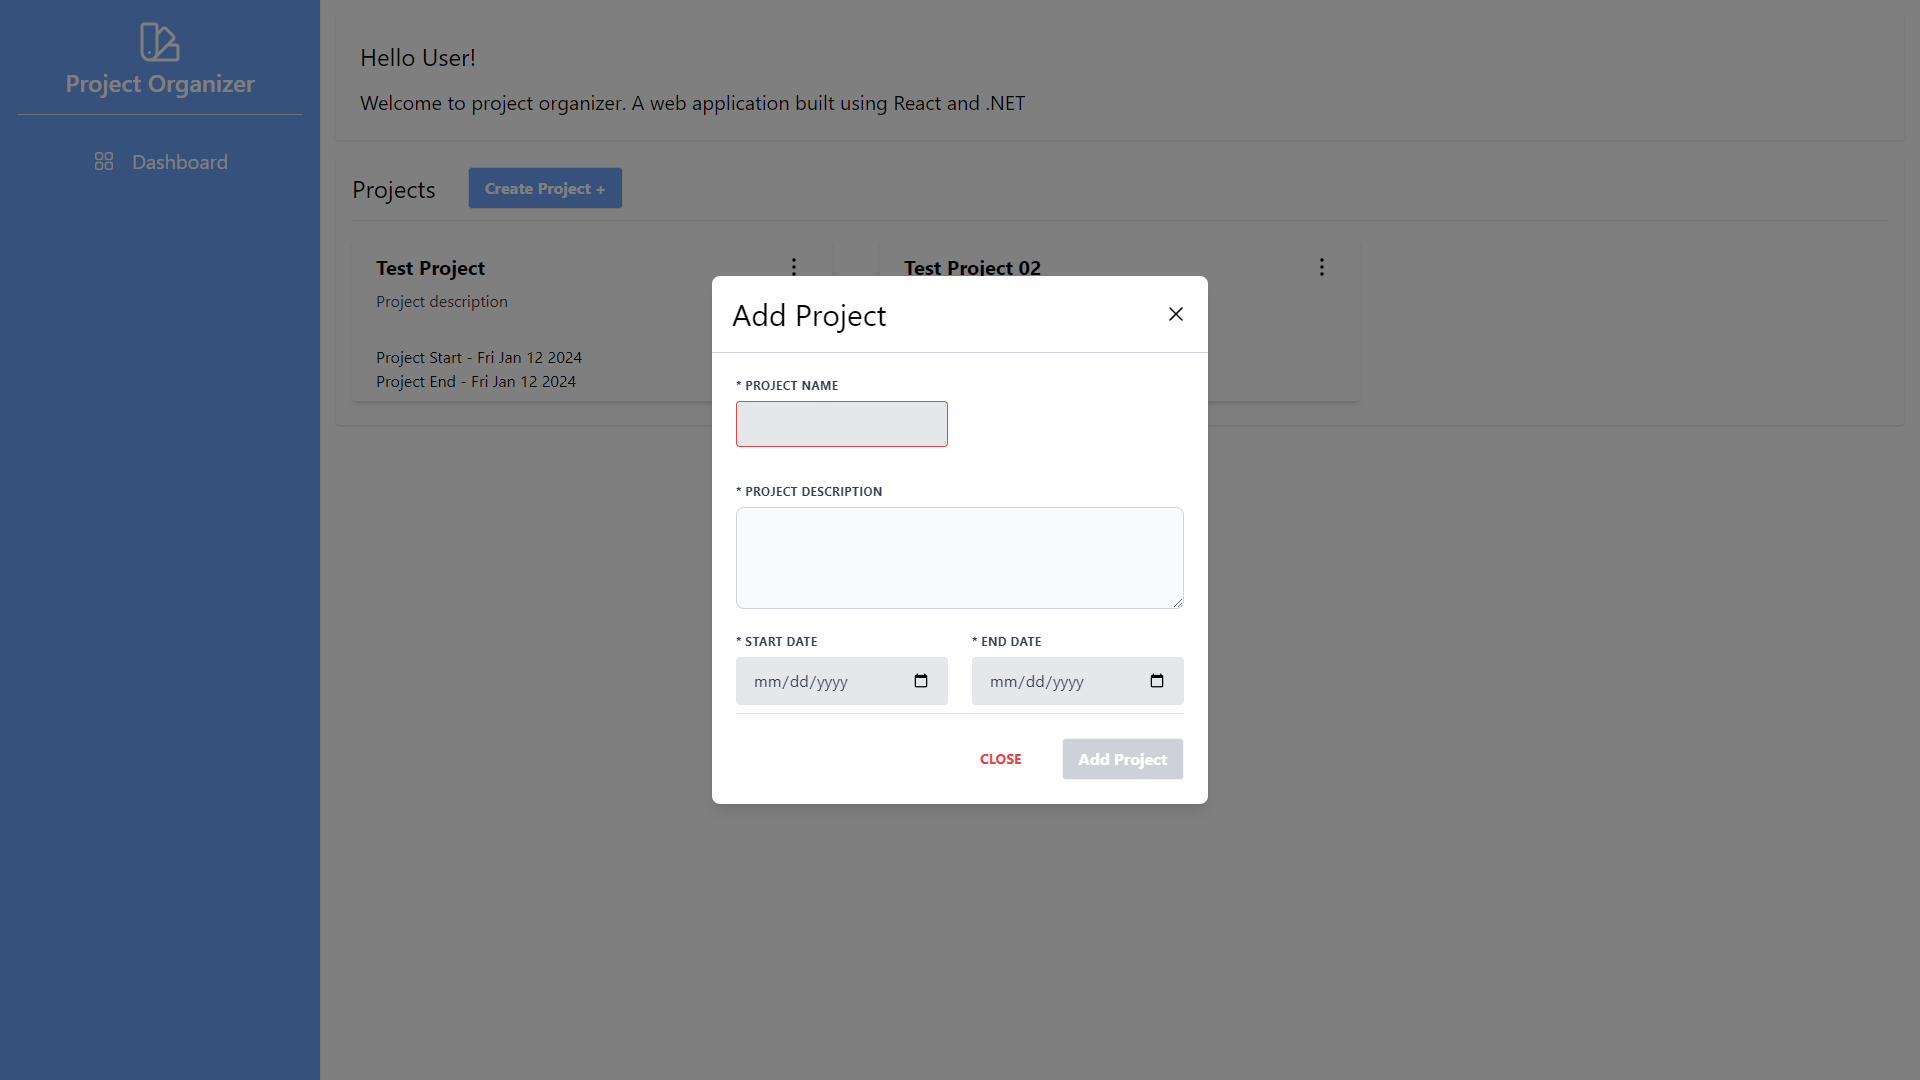 Project Organizer
Dashboard
Hello User!
Welcome to project organizer. A web application built using React and .NET
Projects
Create Project +
Test Project
Project description
Project Start - Fri Jan 12 2024
Project End - Fri Jan 12 2024
Test Project 02
Add Project
* PROJECT NAME
* PROJECT DESCRIPTION
* START DATE
* END DATE
mm/dd/yyyy
mm/dd/yyyy
CLOSE
Add Project